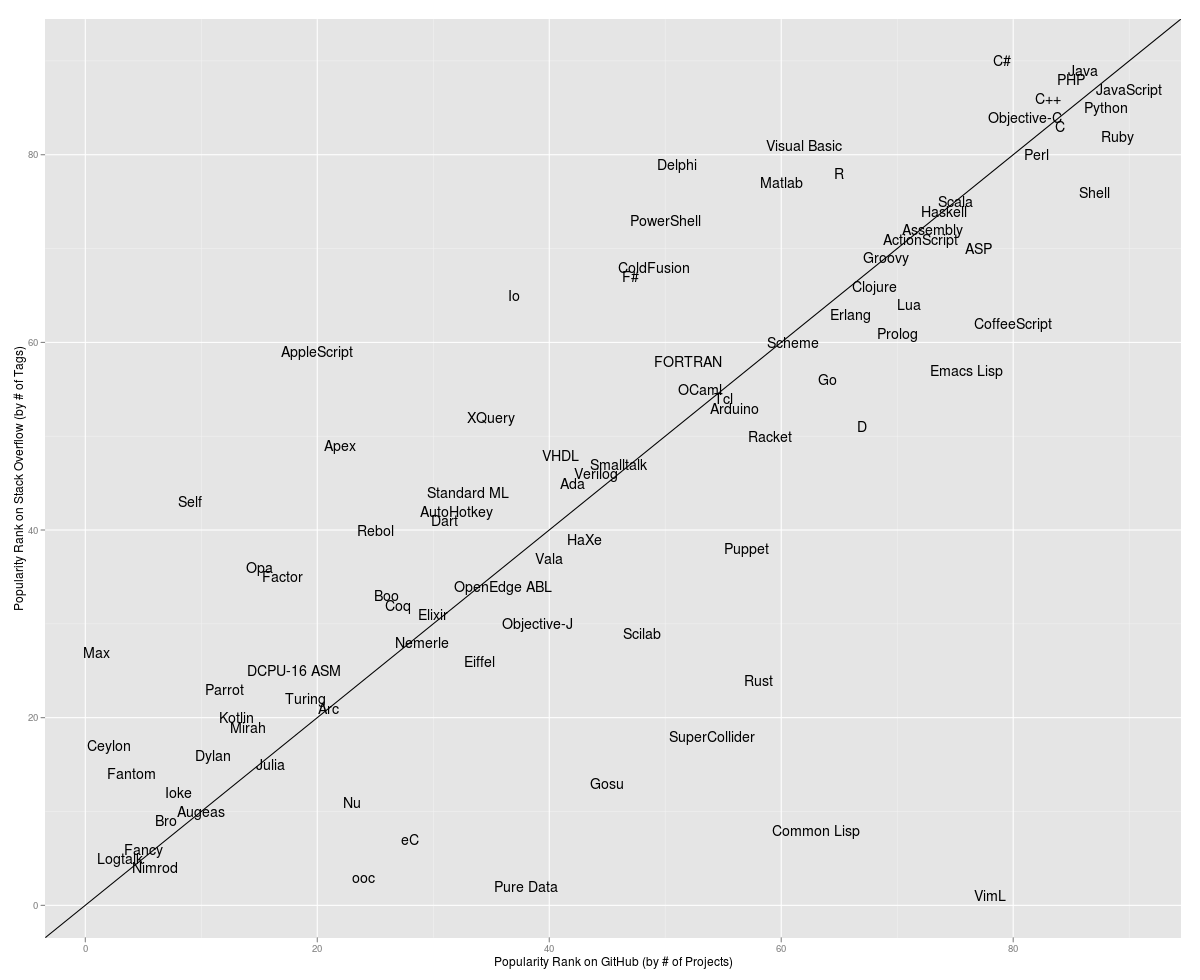 C#
Java
PHP
JavaScript
C++
Python
Objective-C
C
Ruby
Visual Basic
80
Perl
Delphi
R
Matlab
Shell
Scala
Haskell
PowerShell
Assembly
ActionScript
ASP
Groovy
ColdFusion
F#
Clojure
Io
Lua
Erlang
CoffeeScript
Prolog
60
Scheme
AppleScript
FORTRAN
Emacs Lisp
Go
OCaml
Tcl
Arduino
XQuery
D
Racket
Apex
VHDL
Smalltalk
Verilog
Ada
Standard ML
Self
AutoHotkey
Dart
40
Rebol
HaXe
Puppet
Vala
Opa
Factor
OpenEdge ABL
Boo
Coq
Elixir
Objective-J
Scilab
Nemerle
Max
Eiffel
DCPU-16 ASM
Rust
Parrot
Turing
Arc
20
Kotlin
Mirah
SuperCollider
Ceylon
Dylan
Julia
Fantom
Gosu
Ioke
Nu
Augeas
Bro
Common Lisp
eC
Fancy
Logtalk
Nimrod
ooc
Pure Data
VimL
0
0 20 40 60 80
Popularity Rank on GitHub (by # of Projects)
Popularity Rank on Stack Overflow (by # of Tags)